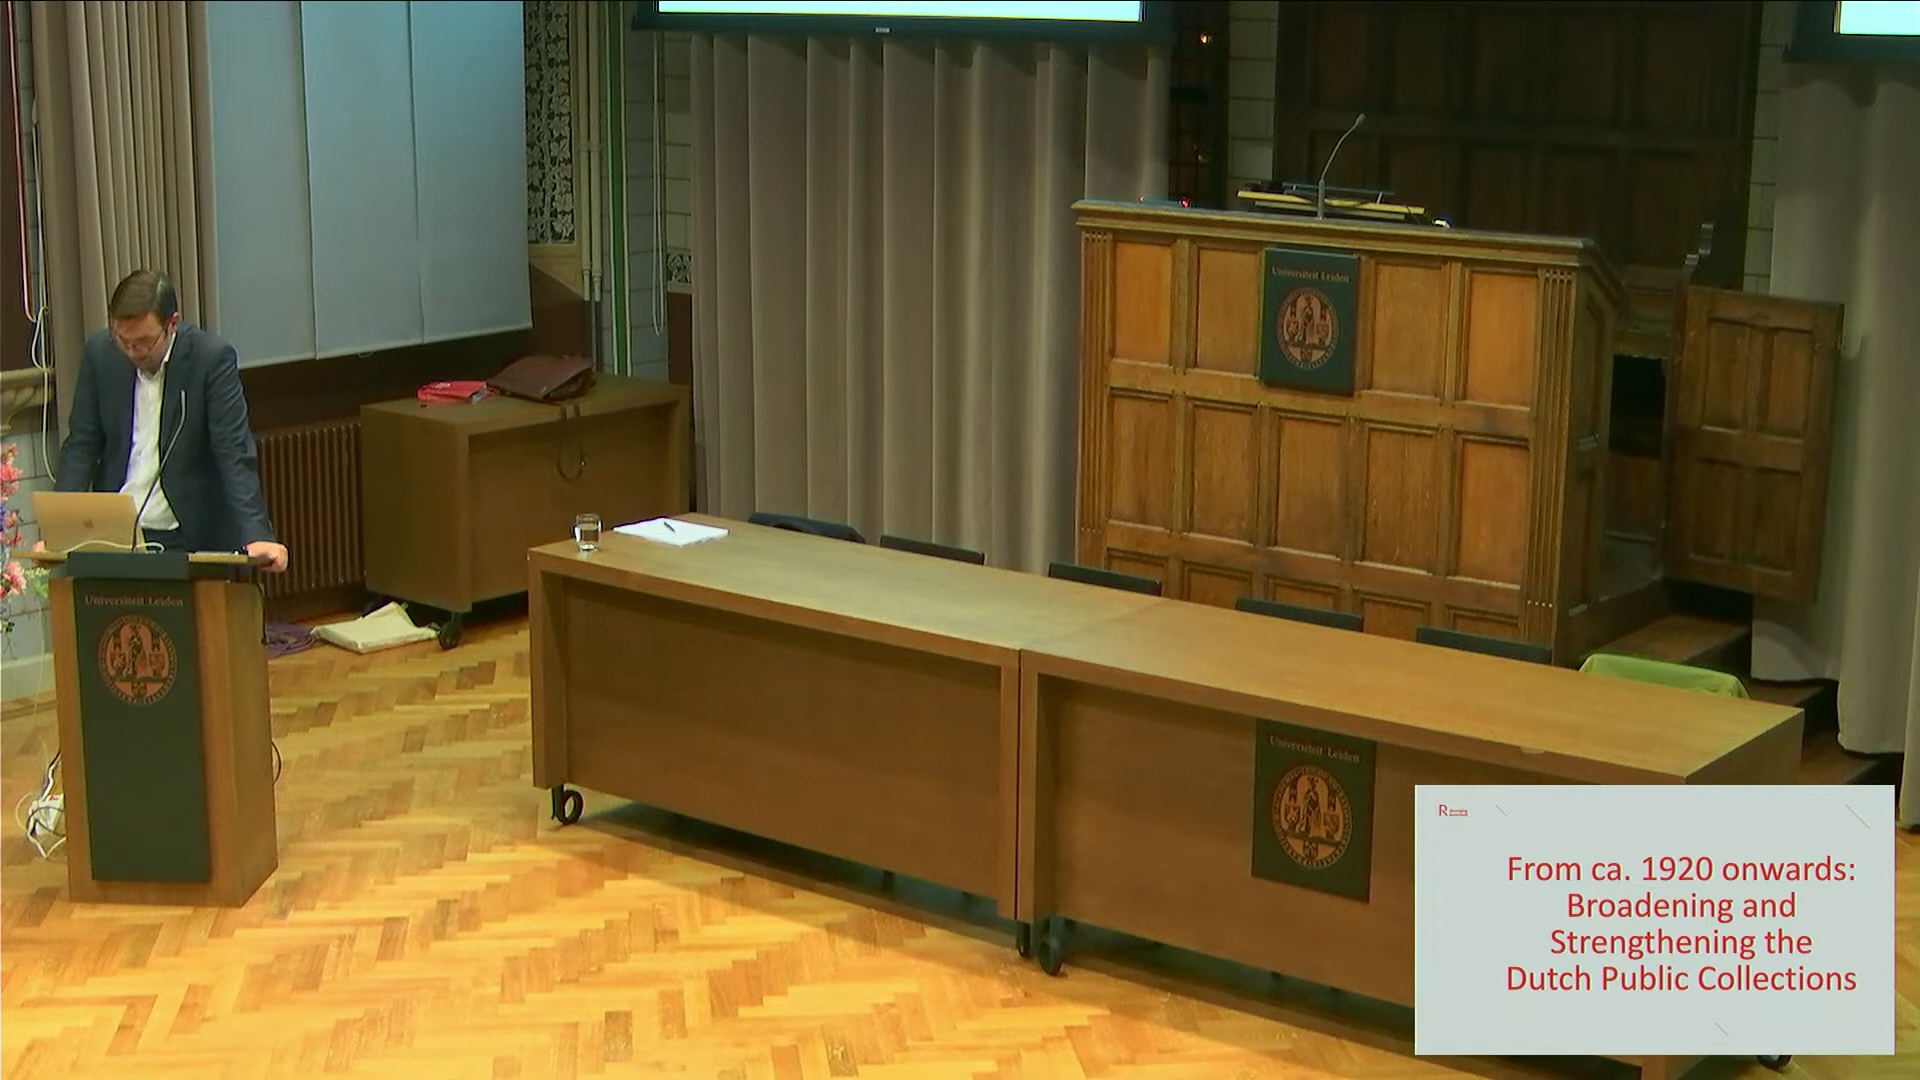 Universiteit Leiden
Universiteit Leiden
Universiteit Leiden
R
From ca. 1920 onwards:
Broadening and
Strengthening the
Dutch Public Collections